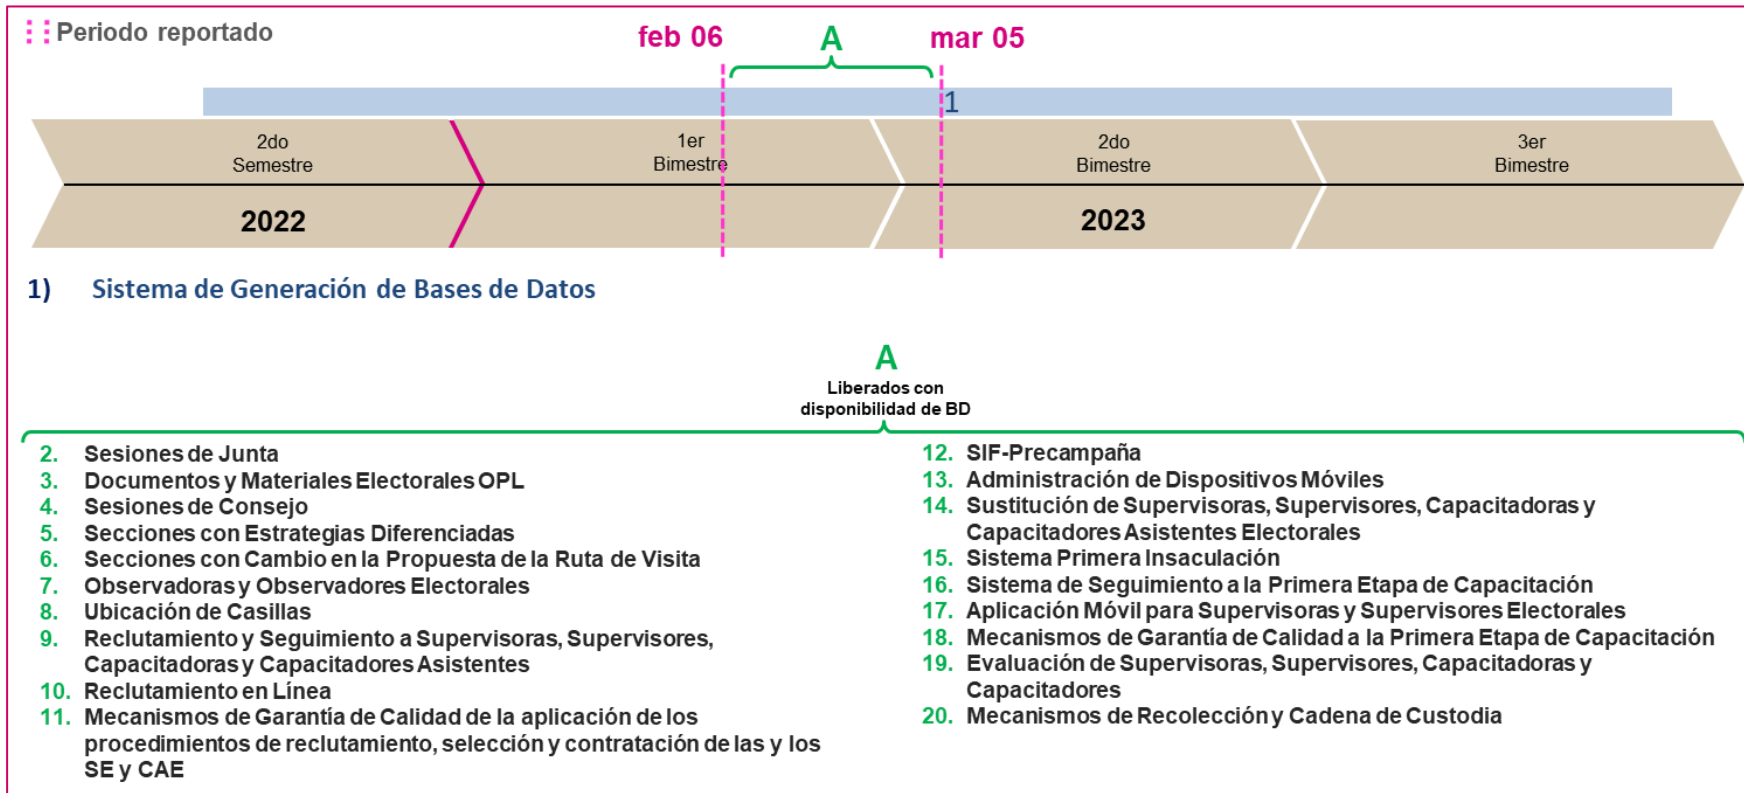 Periodo reportado
feb 06
A
mar 05
1
2do
Semestre
1er
Bimestre
2do
Bimestre
3er
Bimestre
2022
2023
1) Sistema de Generación de Bases de Datos
A
Liberados con
disponibilidad de BD
2. Sesiones de Junta
3. Documentos y Materiales Electorales OPL
4. Sesiones de Consejo
5. Secciones con Estrategias Diferenciadas
6. Secciones con Cambio en la Propuesta de la Ruta de Visita
7. Observadoras y Observadores Electorales
8. Ubicación de Casillas
9. Reclutamiento y Seguimiento a Supervisoras, Supervisores,
Capacitadoras y Capacitadores Asistentes
10. Reclutamiento en Línea
11. Mecanismos de Garantía de Calidad de la aplicación de los
procedimientos de reclutamiento, selección y contratación de las y los
SE y CAE
12. SIF-Precampaña
13. Administración de Dispositivos Móviles
14. Sustitución de Supervisoras, Supervisores, Capacitadoras y
Capacitadores Asistentes Electorales
15. Sistema Primera Insaculación
16. Sistema de Seguimiento a la Primera Etapa de Capacitación
17. Aplicación Móvil para Supervisoras y Supervisores Electorales
18. Mecanismos de Garantía de Calidad a la Primera Etapa de Capacitación
19. Evaluación de Supervisoras, Supervisores, Capacitadoras y
Capacitadores
20. Mecanismos de Recolección y Cadena de Custodia